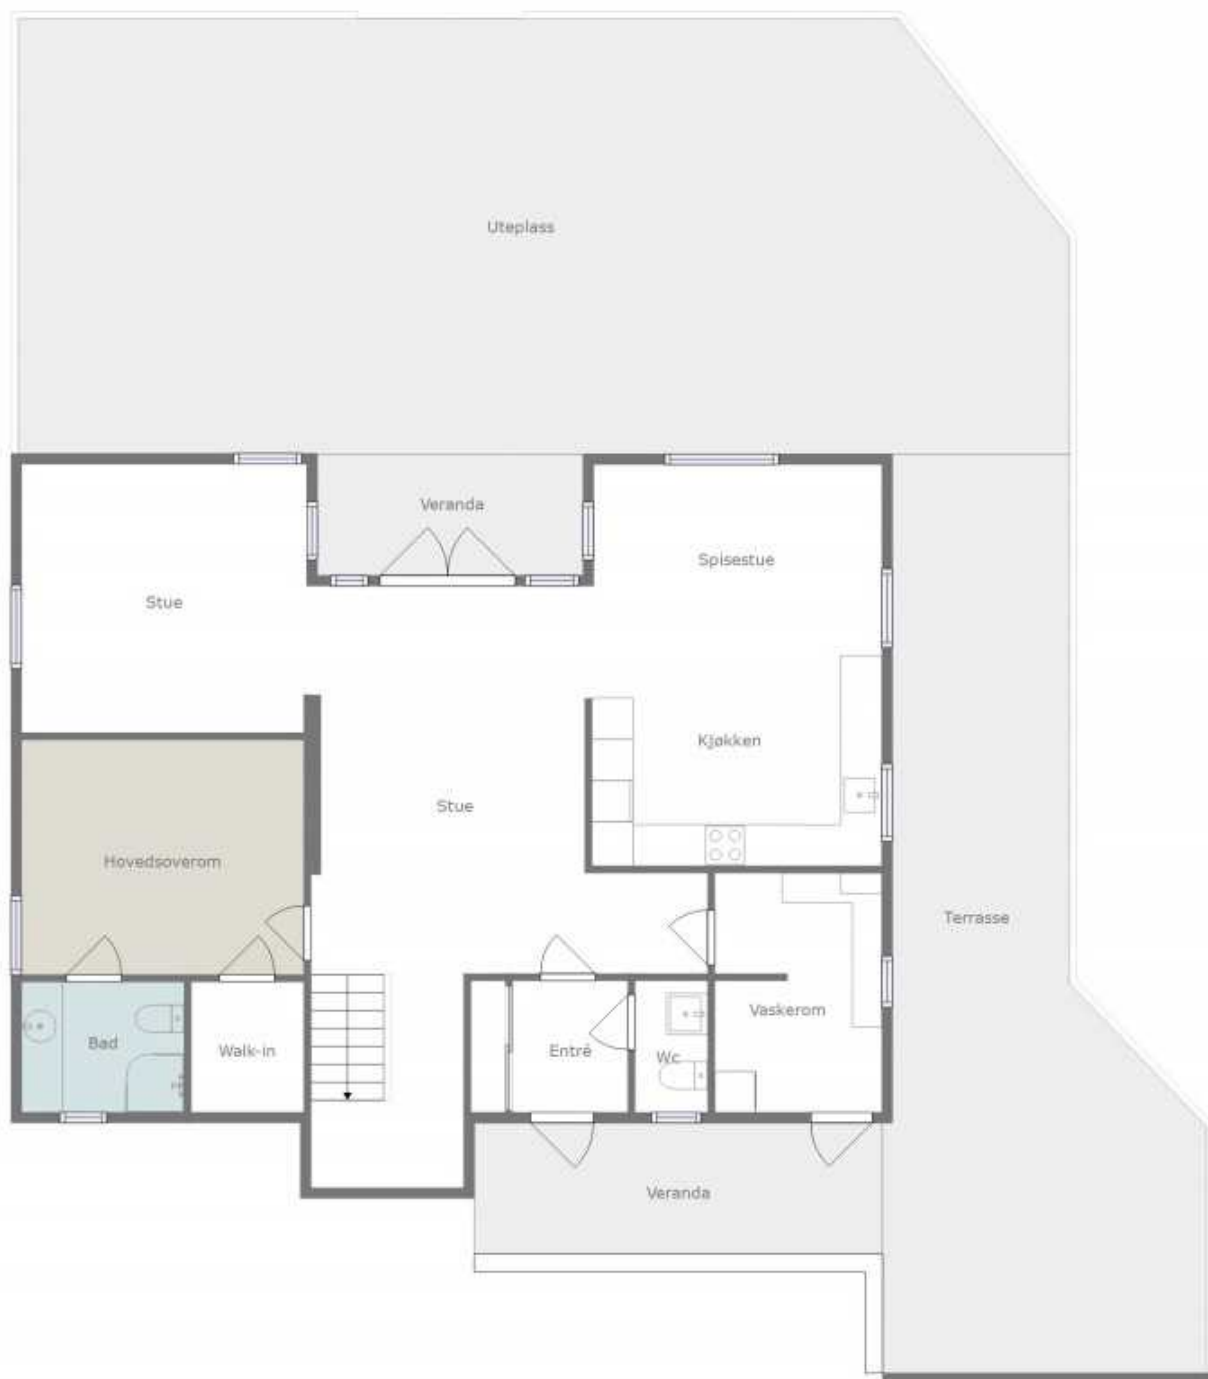 Uteplass
Veranda
Spisestue
Stue
Kjøkken
Stue
Hovedsoverom
Terrasse
Vaskerom
Bad
Walk-in
Entré
Wc
Veranda